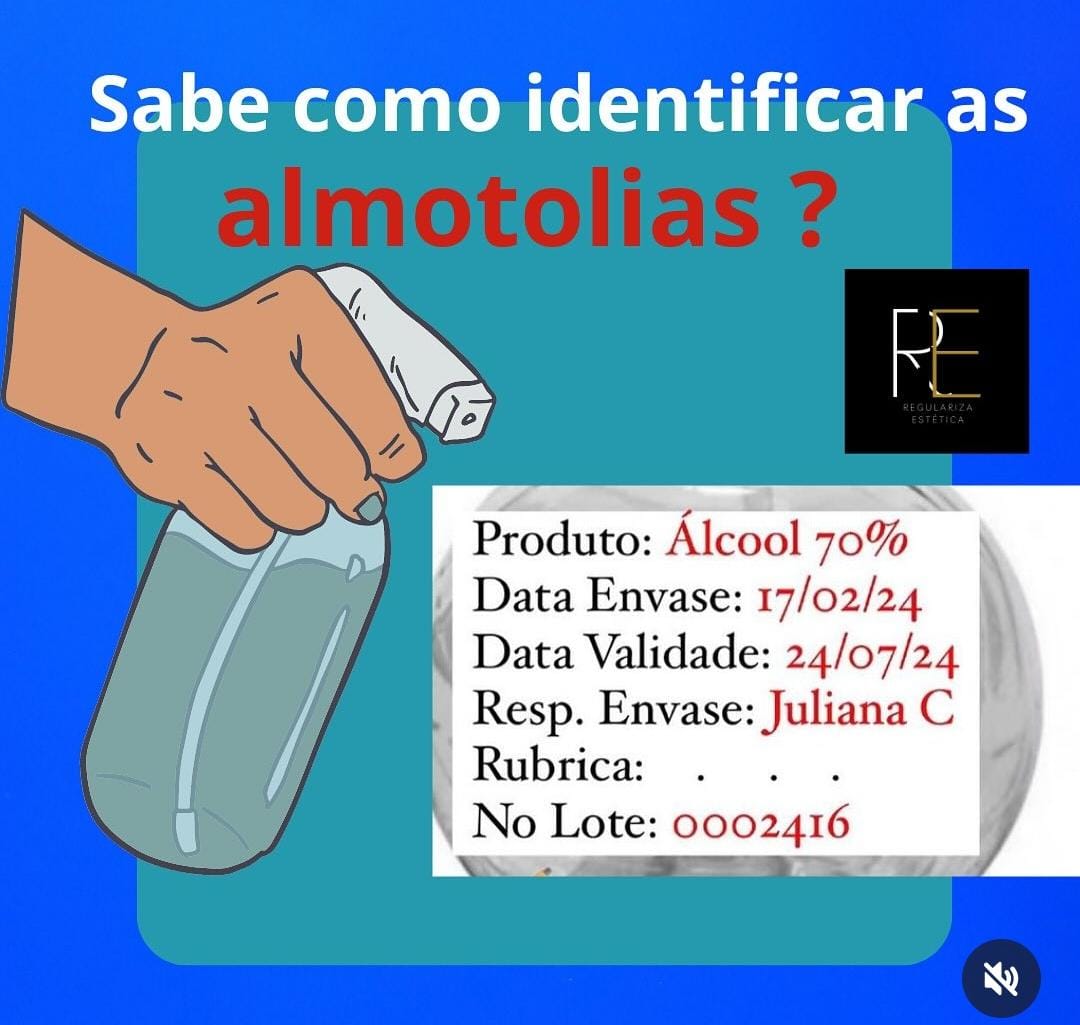 Sabe como identificar as
almotolias ?
RE
REGULARIZA
ESTÉTICA
Produto: Álcool 70%
Data Envase: 17/02/24
Data Validade: 24/07/24
Resp. Envase: Juliana C
Rubrica: . . .
No Lote: 0002416